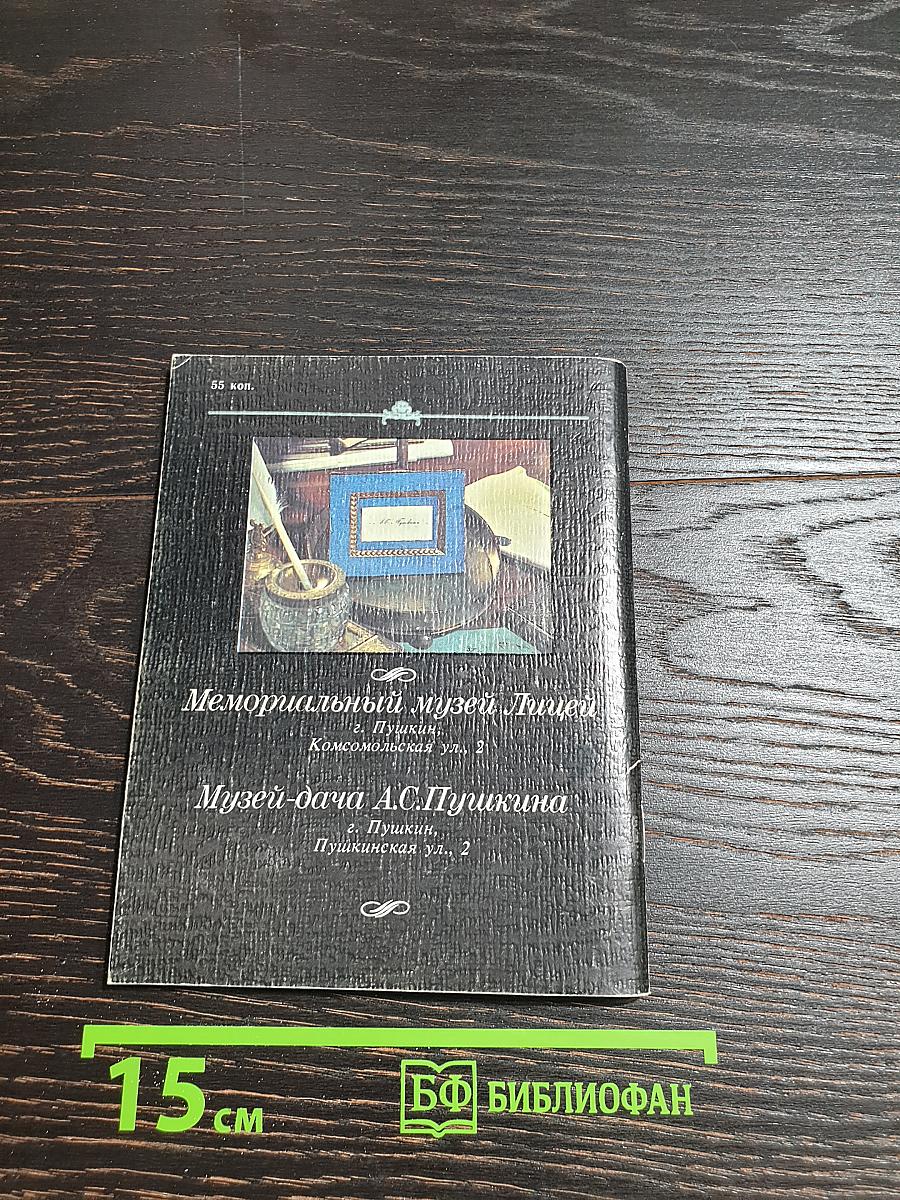 55 коп.
А.С. Пушкин
Мемориальный музей Лицей
г. Пушкин,
Комсомольская ул., 2
Музей-дача А.С.Пушкина
г. Пушкин,
Пушкинская ул., 2
15 см
БФ БИБЛИОФАН